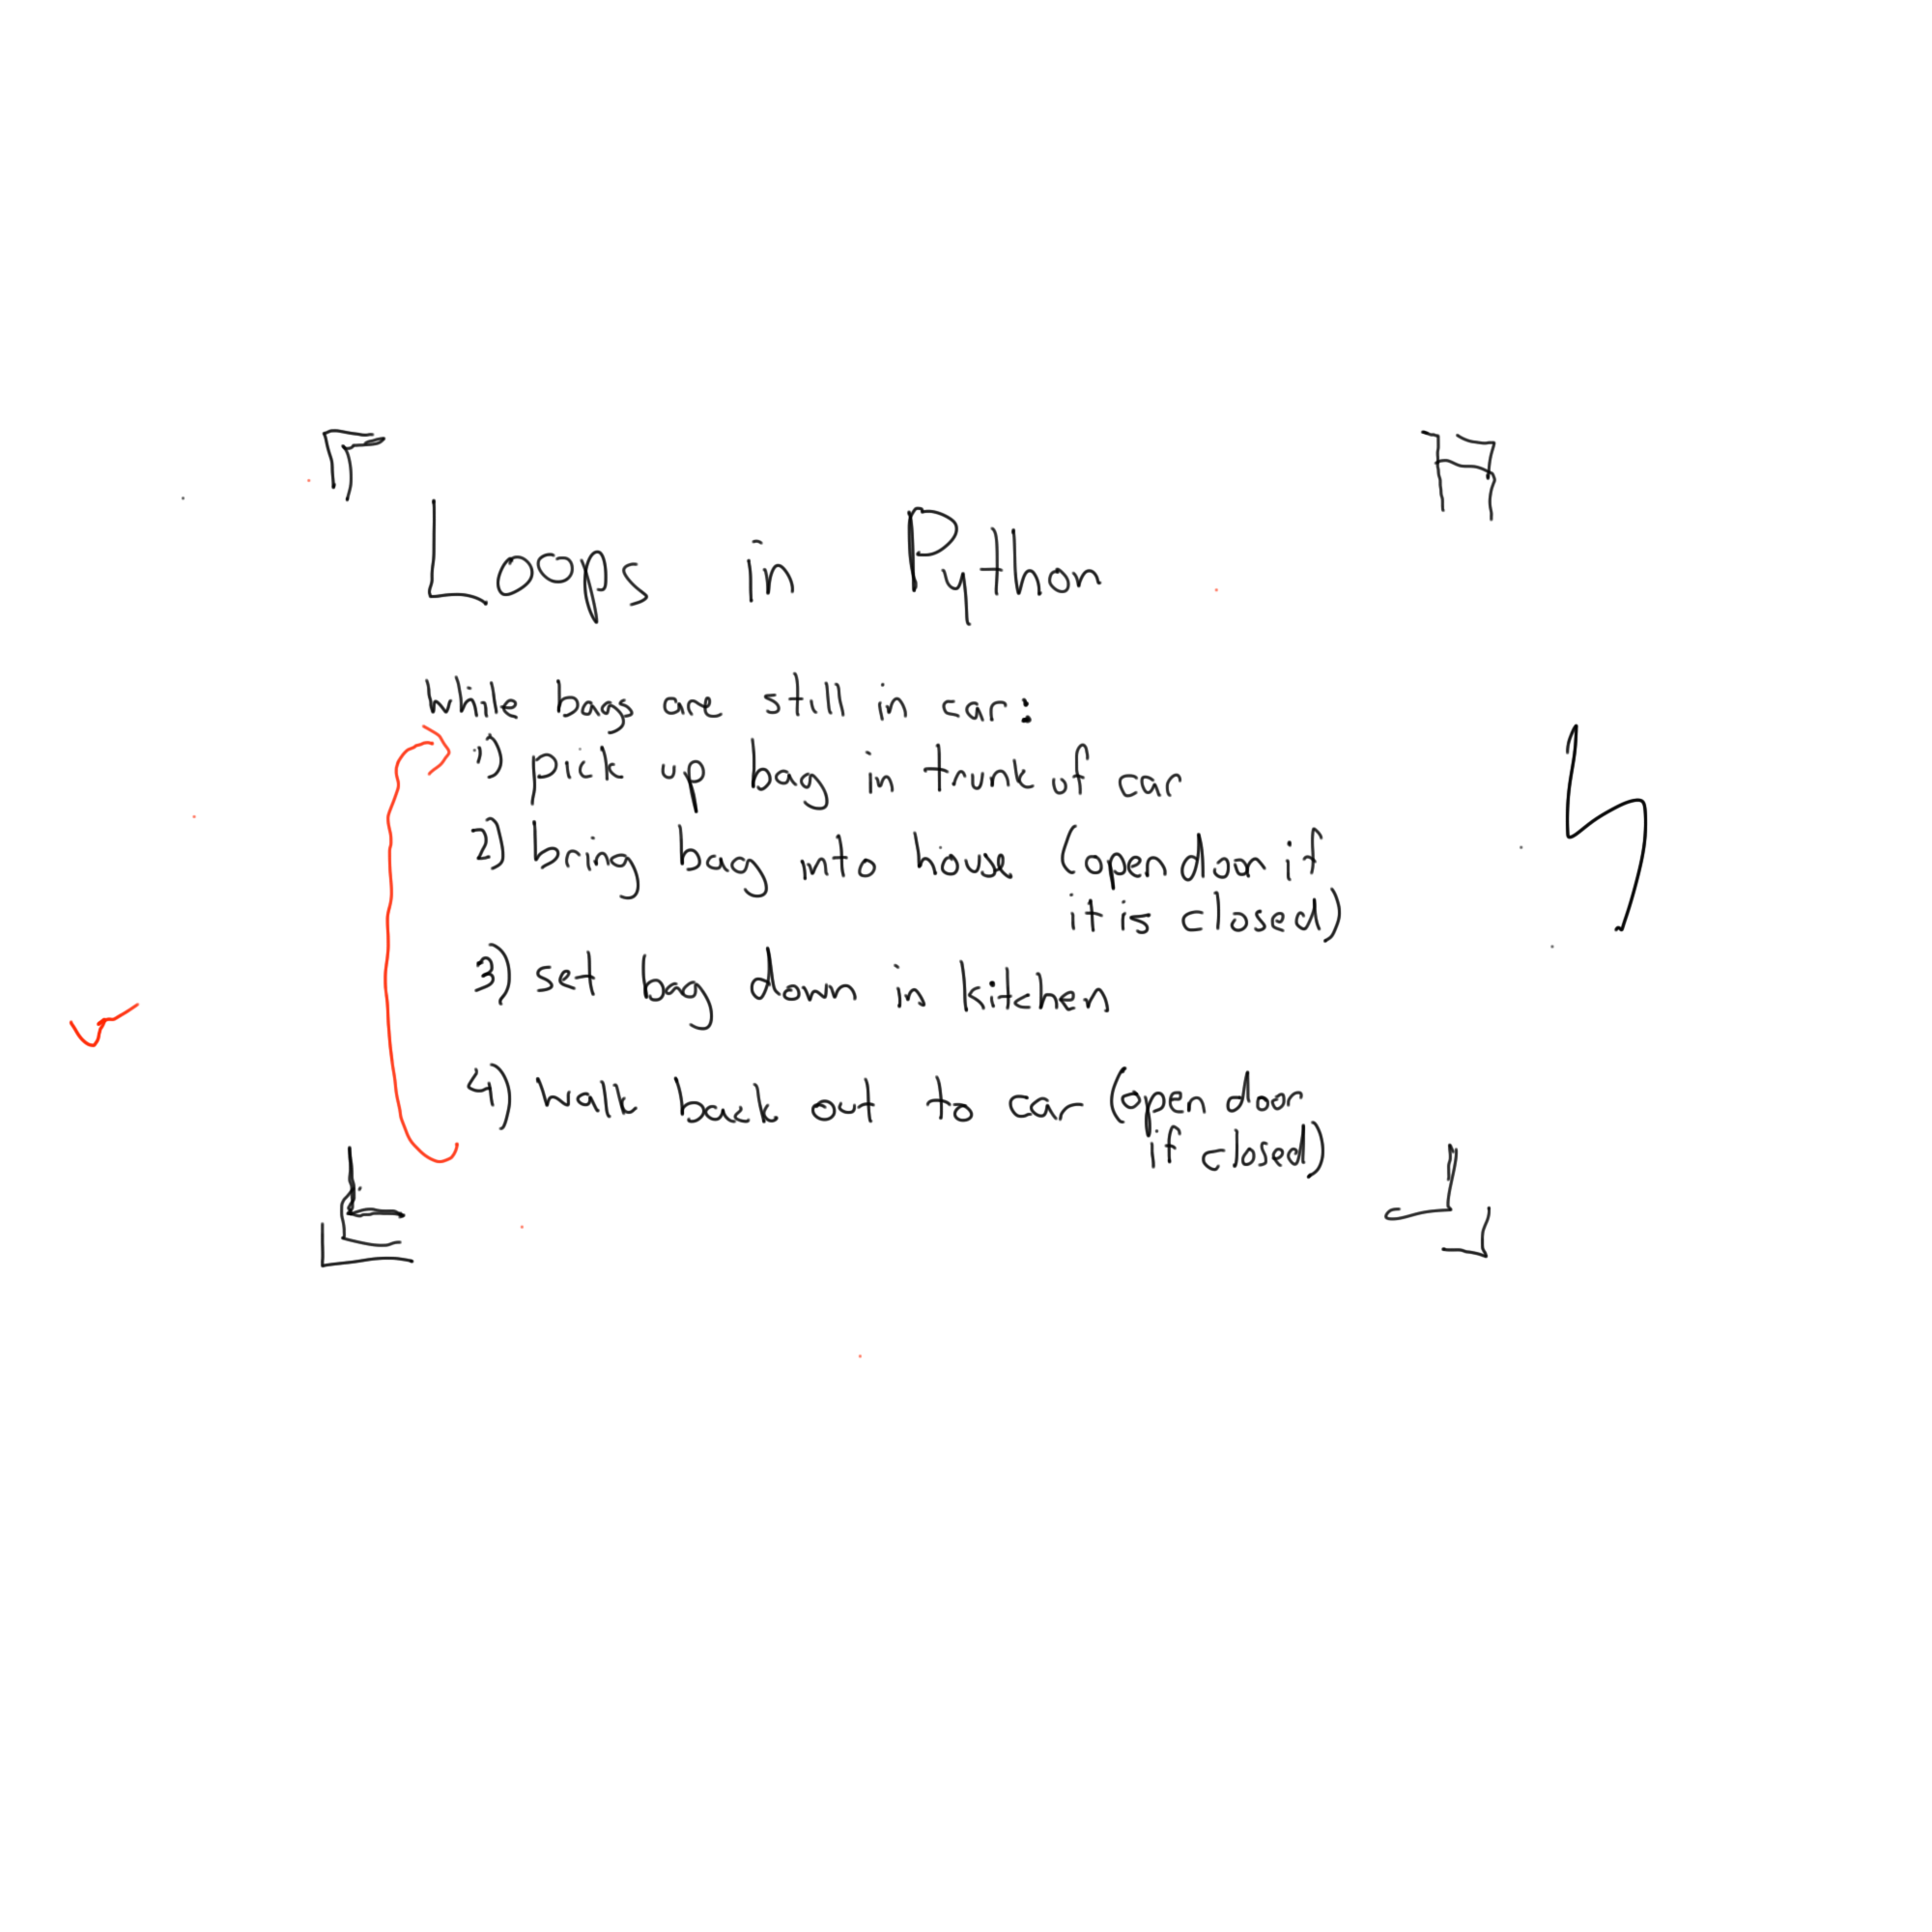 Loops in Python
While bags are still in car:
1) pick up bag in trunk of car
2) bring bag into house (open door if
it is closed)
3) set bag down in kitchen
4) walk back out to car (open door
if closed)